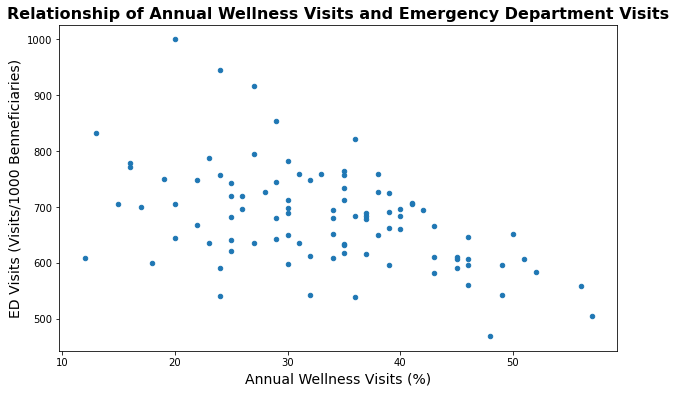 Relationship of Annual Wellness Visits and Emergency Department Visits
1000
900
800
700
600
500
ED Visits (Visits/1000 Benneficiaries)
10 20 30 40 50
Annual Wellness Visits (%)